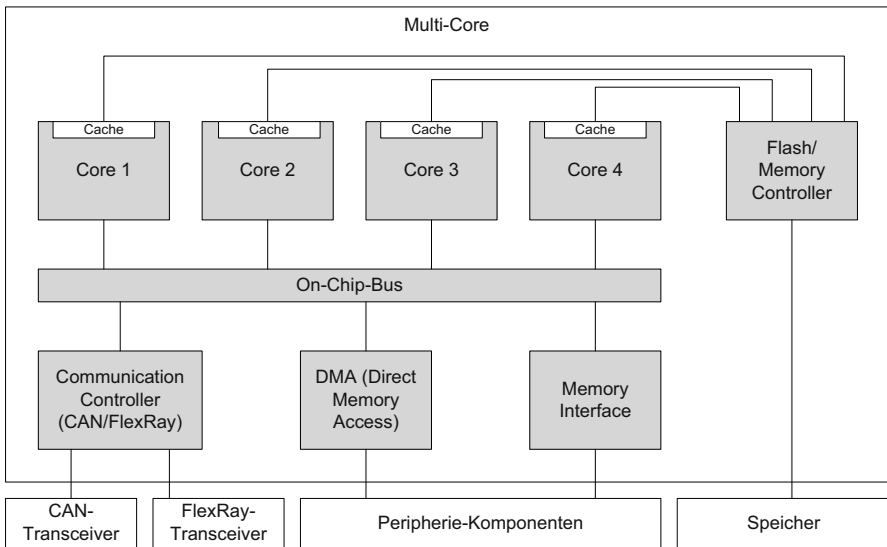 Multi-Core
Cache
Cache
Cache
Cache
Core 1
Core 2
Core 3
Core 4
Flash/
Memory
Controller
On-Chip-Bus
Communication
Controller
(CAN/FlexRay)
DMA (Direct
Memory
Access)
Memory
Interface
CAN-
Transceiver
FlexRay-
Transceiver
Peripherie-Komponenten
Speicher